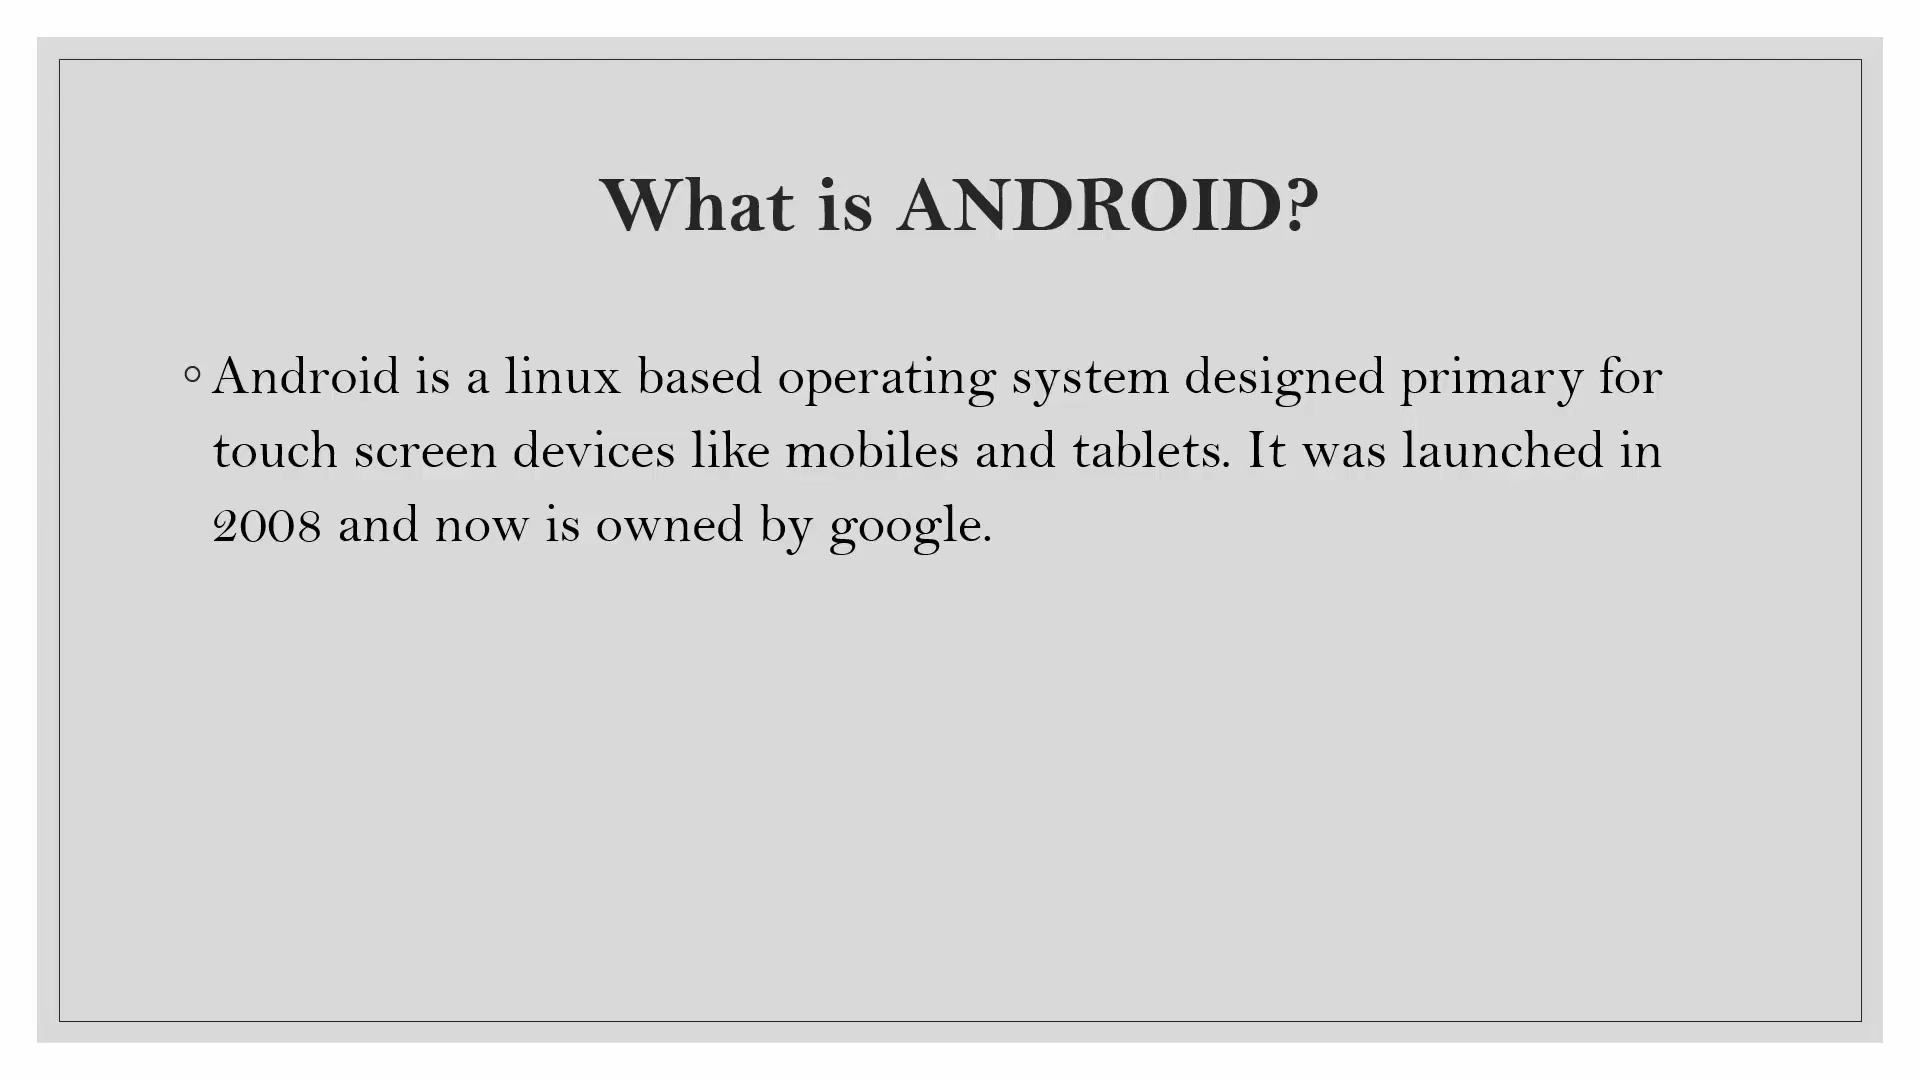 What is ANDROID?
◦ Android is a linux based operating system designed primary for
touch screen devices like mobiles and tablets. It was launched in
2008 and now is owned by google.